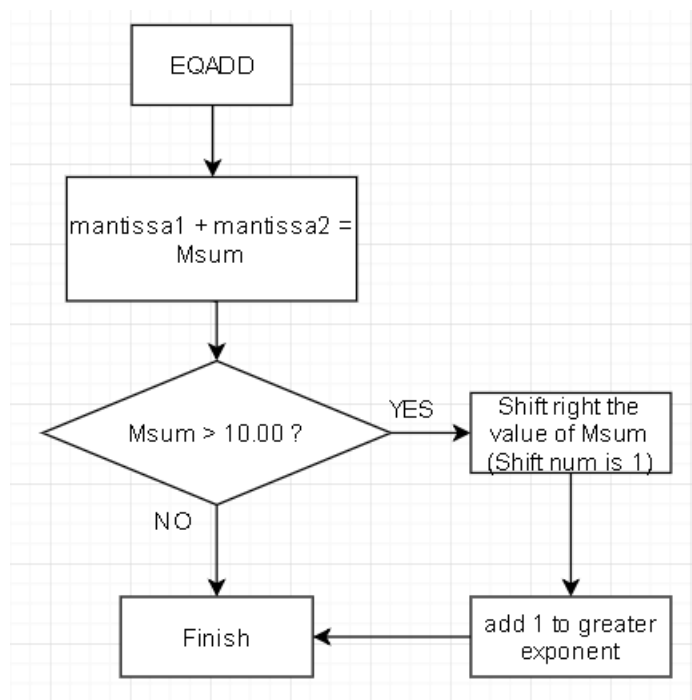 EQADD
mantissa1 + mantissa2 =
Msum
Msum > 10.00 ?
YES
Shift right the
value of Msum
(Shift num is 1)
NO
Finish
add 1 to greater
exponent